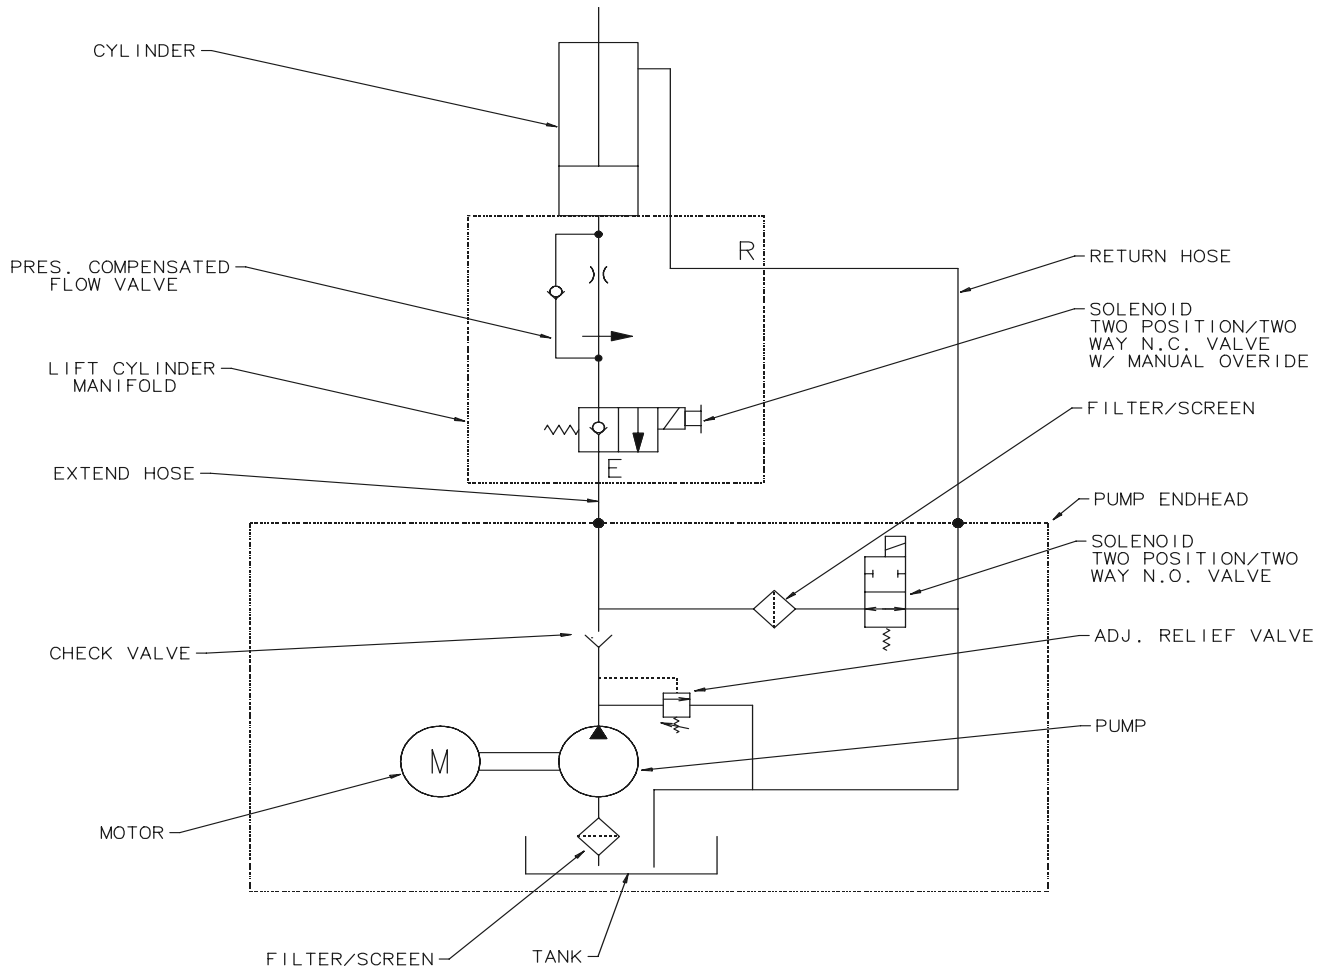 CYLINDER
PRES. COMPENSATED
FLOW VALVE
LIFT CYLINDER
MANIFOLD
EXTEND HOSE
CHECK VALVE
MOTOR
FILTER/SCREEN
TANK
R
E
M
RETURN HOSE
SOLENOID
TWO POSITION/TWO
WAY N.C. VALVE
W/ MANUAL OVERIDE
FILTER/SCREEN
PUMP ENDHEAD
SOLENOID
TWO POSITION/TWO
WAY N.O. VALVE
ADJ. RELIEF VALVE
PUMP